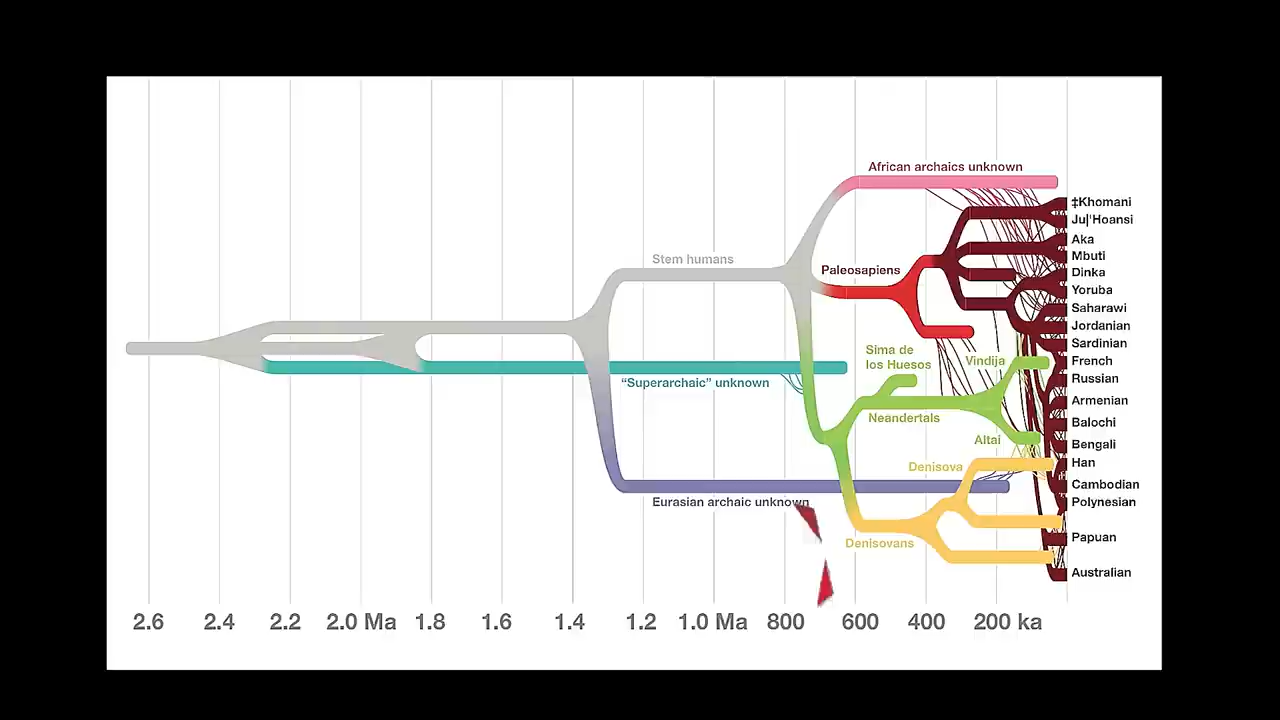 African archaics unknown
‡Khomani
Ju|'Hoansi
Aka
Mbuti
Dinka
Yoruba
Saharawi
Jordanian
Sardinian
French
Russian
Armenian
Balochi
Bengali
Han
Cambodian
Polynesian
Papuan
Australian
Stem humans
Paleosapiens
Sima de
los Huesos
Vindija
"Superarchaic" unknown
Neandertals
Altai
Denisova
Eurasian archaic unknown
Denisovans
2.6 2.4 2.2 2.0 Ma 1.8 1.6 1.4 1.2 1.0 Ma 800 600 400 200 ka